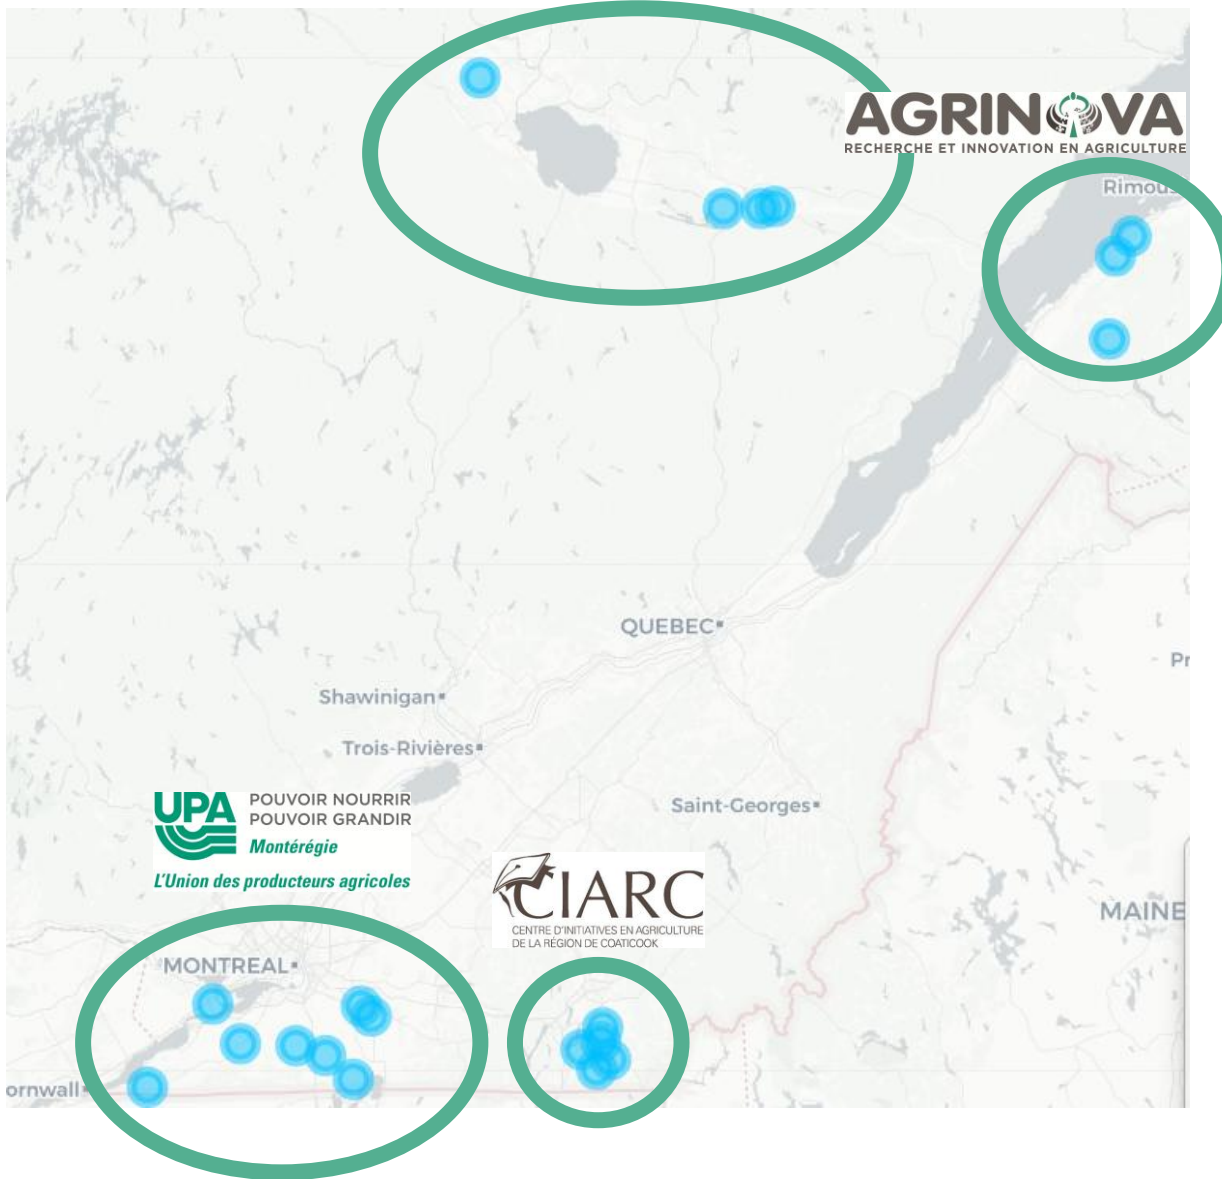 AGRINOVA
RECHERCHE ET INNOVATION EN AGRICULTURE
Rimous
QUEBEC
Pr
Shawinigan
Trois-Rivières
Saint-Georges
UPA
POUVOIR NOURRIR
POUVOIR GRANDIR
Montérégie
L'Union des producteurs agricoles
CIARC
CENTRE D'INITIATIVES EN AGRICULTURE
DE LA RÉGION DE COATICOOK
MAINE
MONTREAL
ornwall